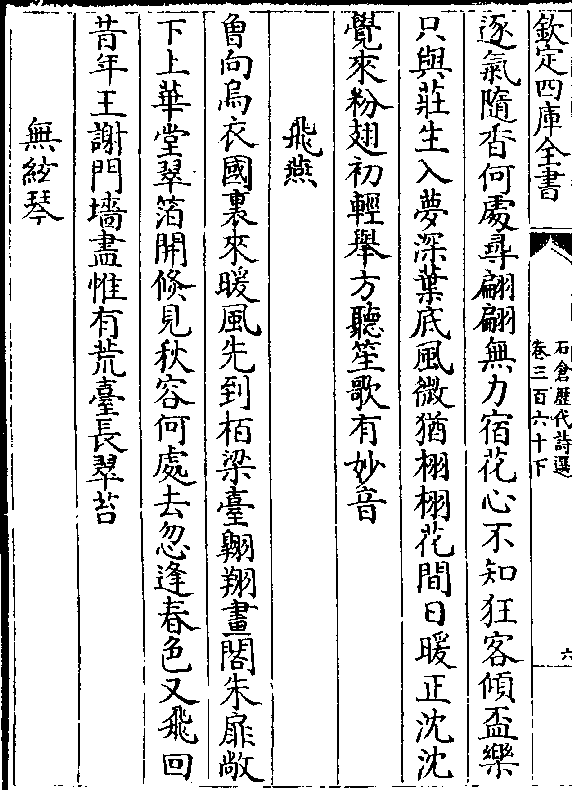 欽定四庫全書
石倉歷代詩選
卷三百六十下
六
逐氣隨香何處尋翩翩無力宿花心不知狂客傾盃樂
只與莊生入夢深葉底風微猶栩栩花間日暖正沈沈
覺來粉翅初輕舉方聽笙歌有妙音
飛燕
曾向烏衣國裏來暖風先到栢梁臺翺翔畫閣朱扉敞
下上華堂翠箔開倐見秋容何處去忽逢春色又飛回
昔年王謝門墻盡惟有荒臺長翠苔
無絃琴